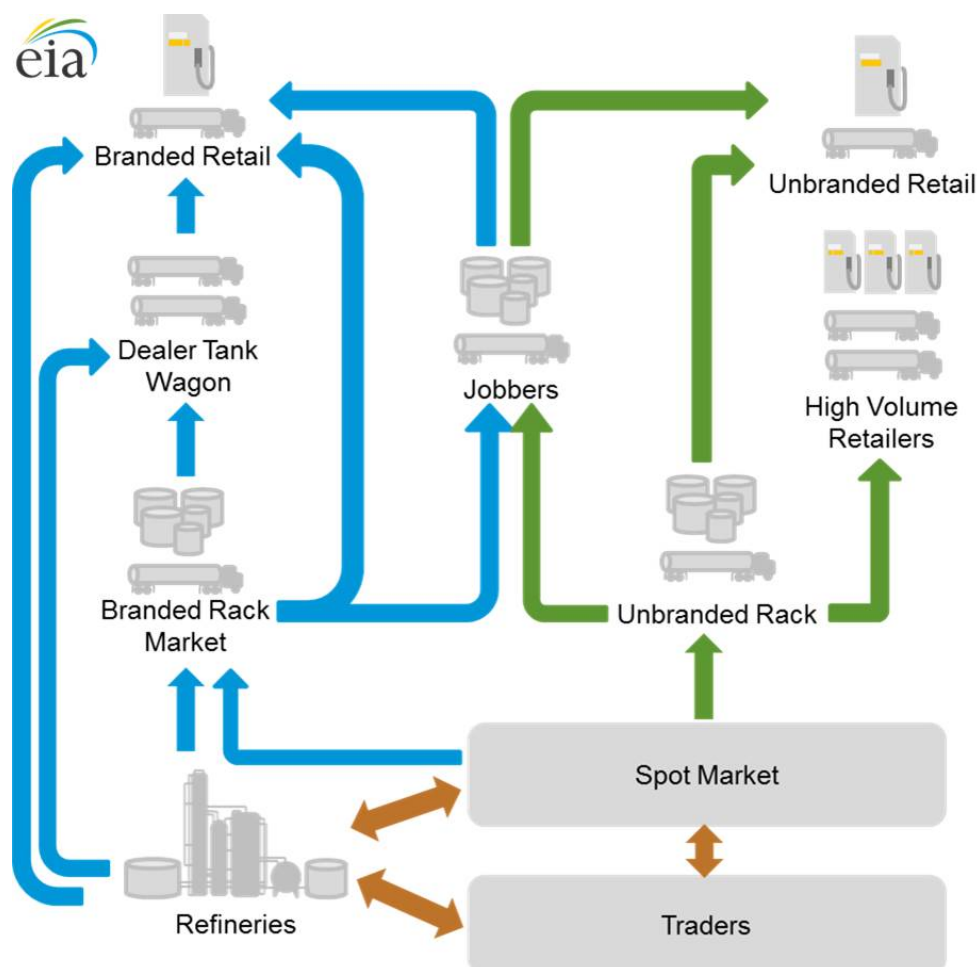 eia
Branded Retail
Unbranded Retail
Dealer Tank
Wagon
Jobbers
High Volume
Retailers
Branded Rack
Market
Unbranded Rack
Spot Market
Refineries
Traders